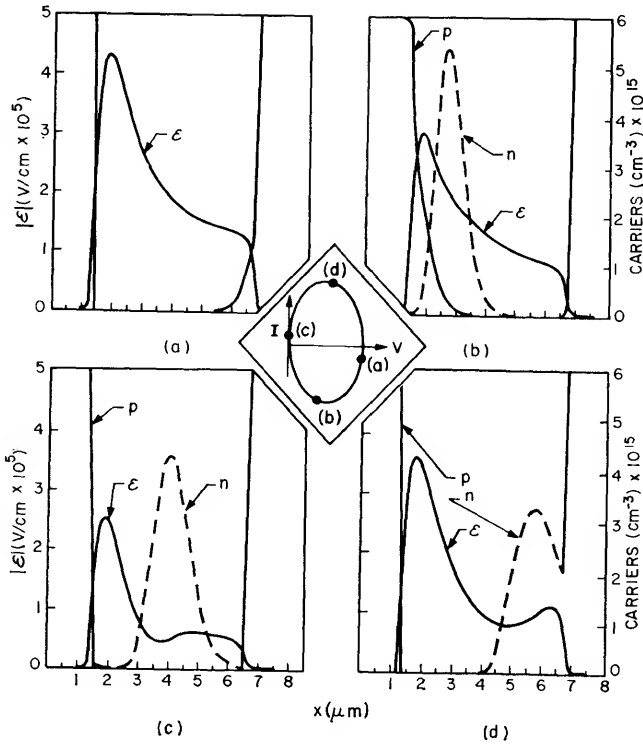 5
4
3
2
1
0
|ℰ|(V/cm x 10⁵)
ℰ
(a)
p
n
ℰ
6
5
4
3
2
1
0
CARRIERS (cm⁻³) x 10¹⁵
(b)
(d)
I
(c)
V
(a)
(b)
5
4
3
2
1
0
|ℰ|(V/cm x 10⁵)
p
ℰ
n
1 2 3 4 5 6 7 8
(c)
x(μm)
p
n
ℰ
6
5
4
3
2
1
0
CARRIERS (cm⁻³) x 10¹⁵
1 2 3 4 5 6 7 8
(d)